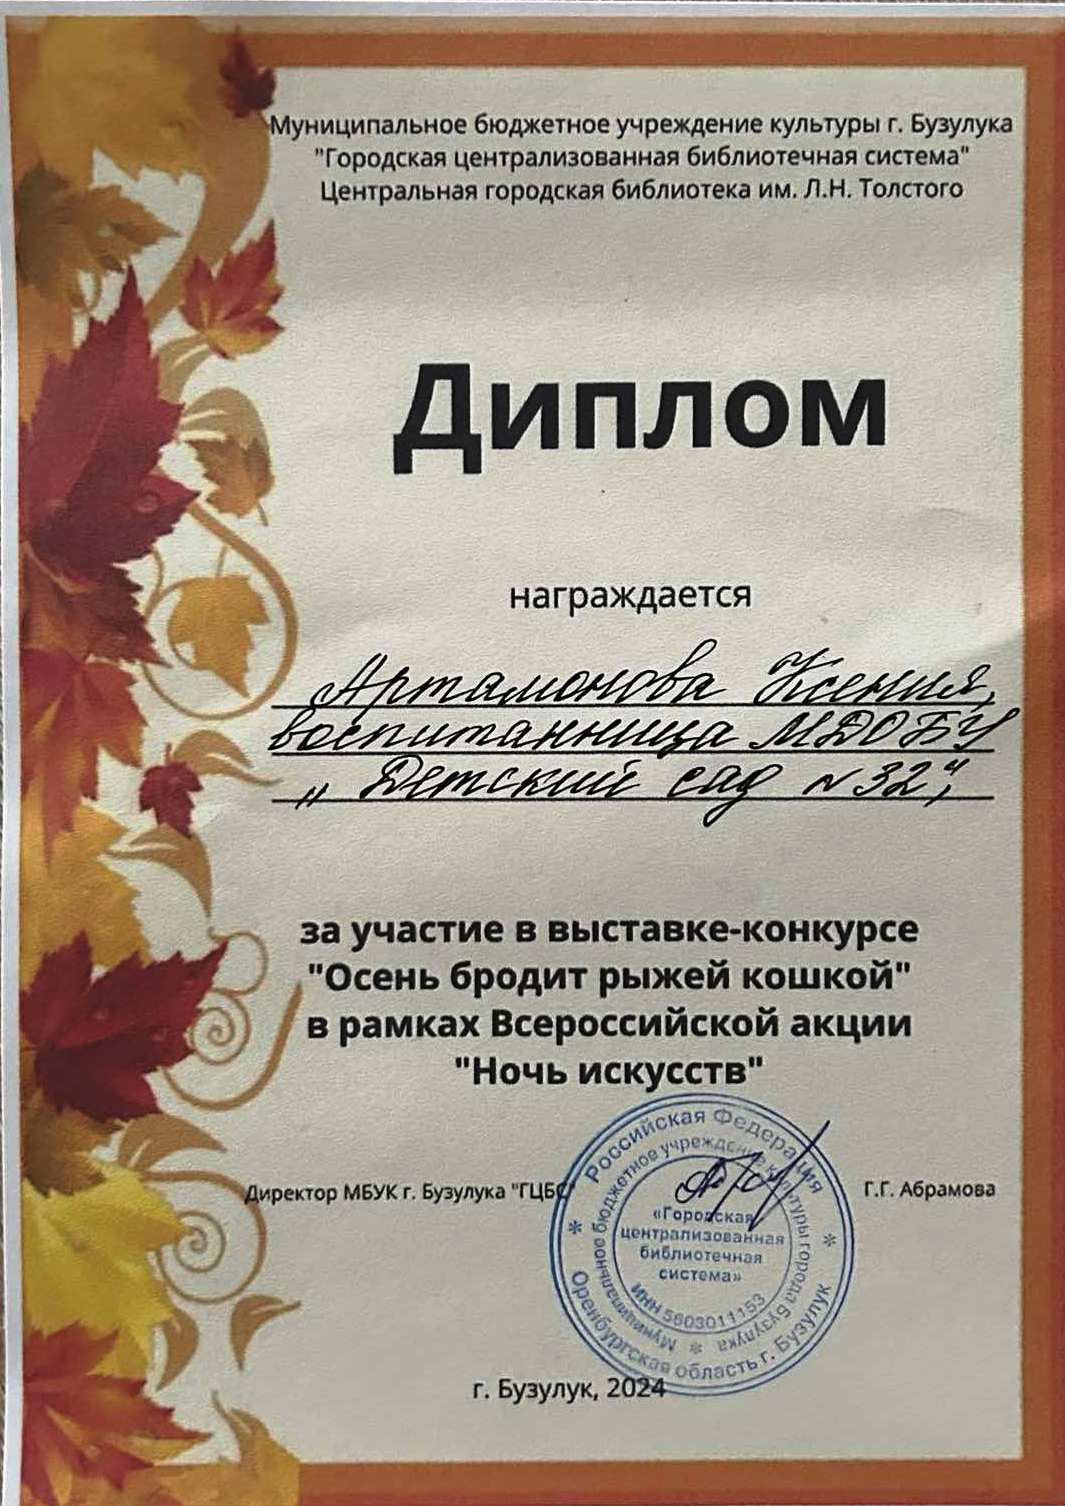 Муниципальное бюджетное учреждение культуры г. Бузулука
"Городская централизованная библиотечная система"
Центральная городская библиотека им. Л.Н. Толстого
Диплом
награждается
Артамонова Ксения,
воспитанница МДОБУ
„ Детский сад №32“,
за участие в выставке-конкурсе
"Осень бродит рыжей кошкой"
в рамках Всероссийской акции
"Ночь искусств"
Директор МБУК г. Бузулука "ГЦБС"
Г.Г. Абрамова
* Российская Федерация *
Оренбургская область г. Бузулук
Муниципальное бюджетное учреждение культуры города Бузулука *
«Городская
централизованная
библиотечная
система»
ИНН 5603011153
г. Бузулук, 2024